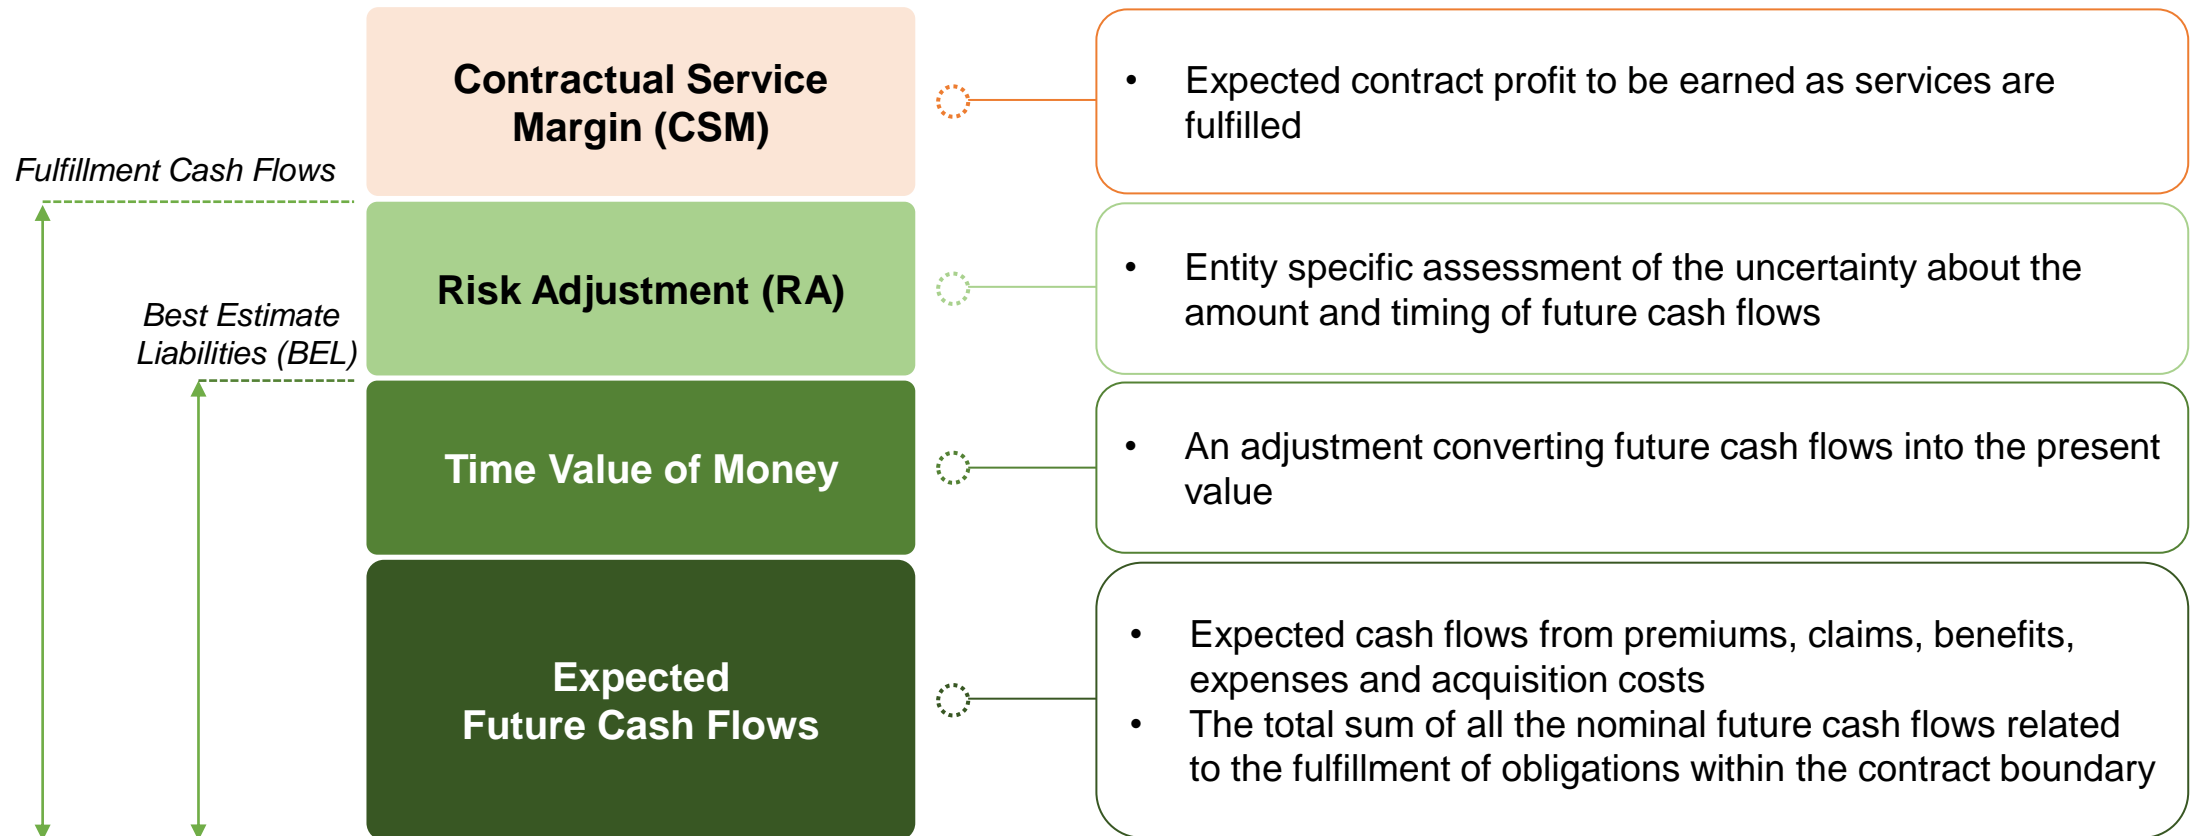 Contractual Service
Margin (CSM)
• Expected contract profit to be earned as services are
fulfilled
Fulfillment Cash Flows
Risk Adjustment (RA)
• Entity specific assessment of the uncertainty about the
amount and timing of future cash flows
Best Estimate
Liabilities (BEL)
Time Value of Money
• An adjustment converting future cash flows into the present
value
Expected
Future Cash Flows
• Expected cash flows from premiums, claims, benefits,
expenses and acquisition costs
• The total sum of all the nominal future cash flows related
to the fulfillment of obligations within the contract boundary